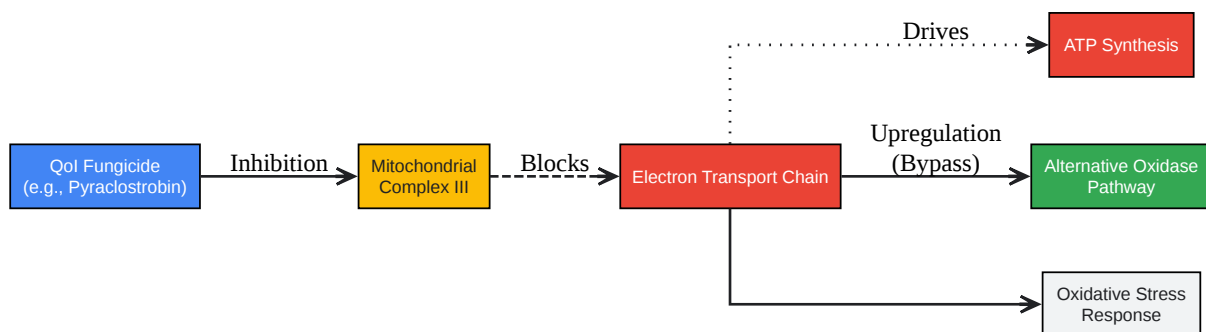 Drives
ATP Synthesis
QoI Fungicide
(e.g., Pyraclostrobin)
Inhibition
Mitochondrial
Complex III
Blocks
Electron Transport Chain
Upregulation
(Bypass)
Alternative Oxidase
Pathway
Oxidative Stress
Response